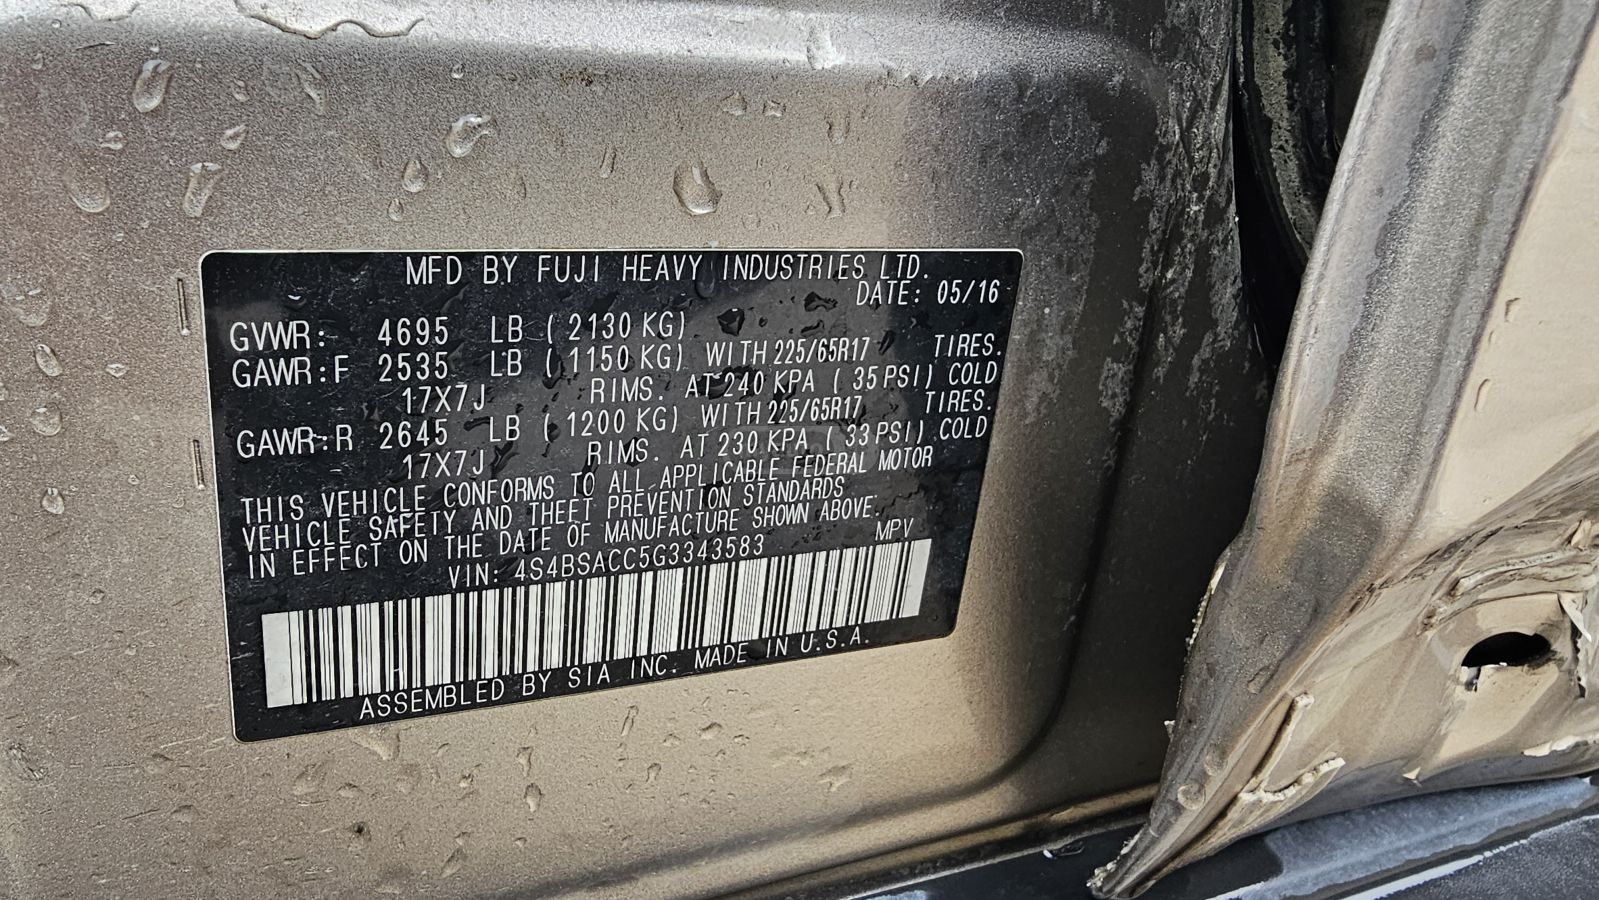 MFD BY FUJI HEAVY INDUSTRIES LTD.
DATE: 05/16
GVWR: 4695 LB ( 2130 KG)
GAWR:F 2535 LB ( 1150 KG) WITH 225/65R17 TIRES.
17X7J RIMS. AT 240 KPA ( 35 PSI) COLD
GAWR:R 2645 LB ( 1200 KG) WITH 225/65R17 TIRES.
17X7J RIMS. AT 230 KPA ( 33 PSI) COLD
THIS VEHICLE CONFORMS TO ALL APPLICABLE FEDERAL MOTOR
VEHICLE SAFETY AND THEFT PREVENTION STANDARDS
IN EFFECT ON THE DATE OF MANUFACTURE SHOWN ABOVE.
VIN: 4S4BSACC5G3343583 MPV
ASSEMBLED BY SIA INC. MADE IN U.S.A.